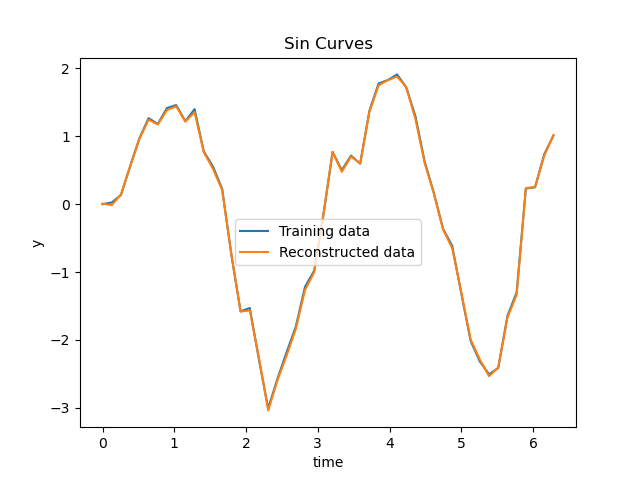 Sin Curves
2
1
0
−1
−2
−3
y
Training data
Reconstructed data
0 1 2 3 4 5 6
time